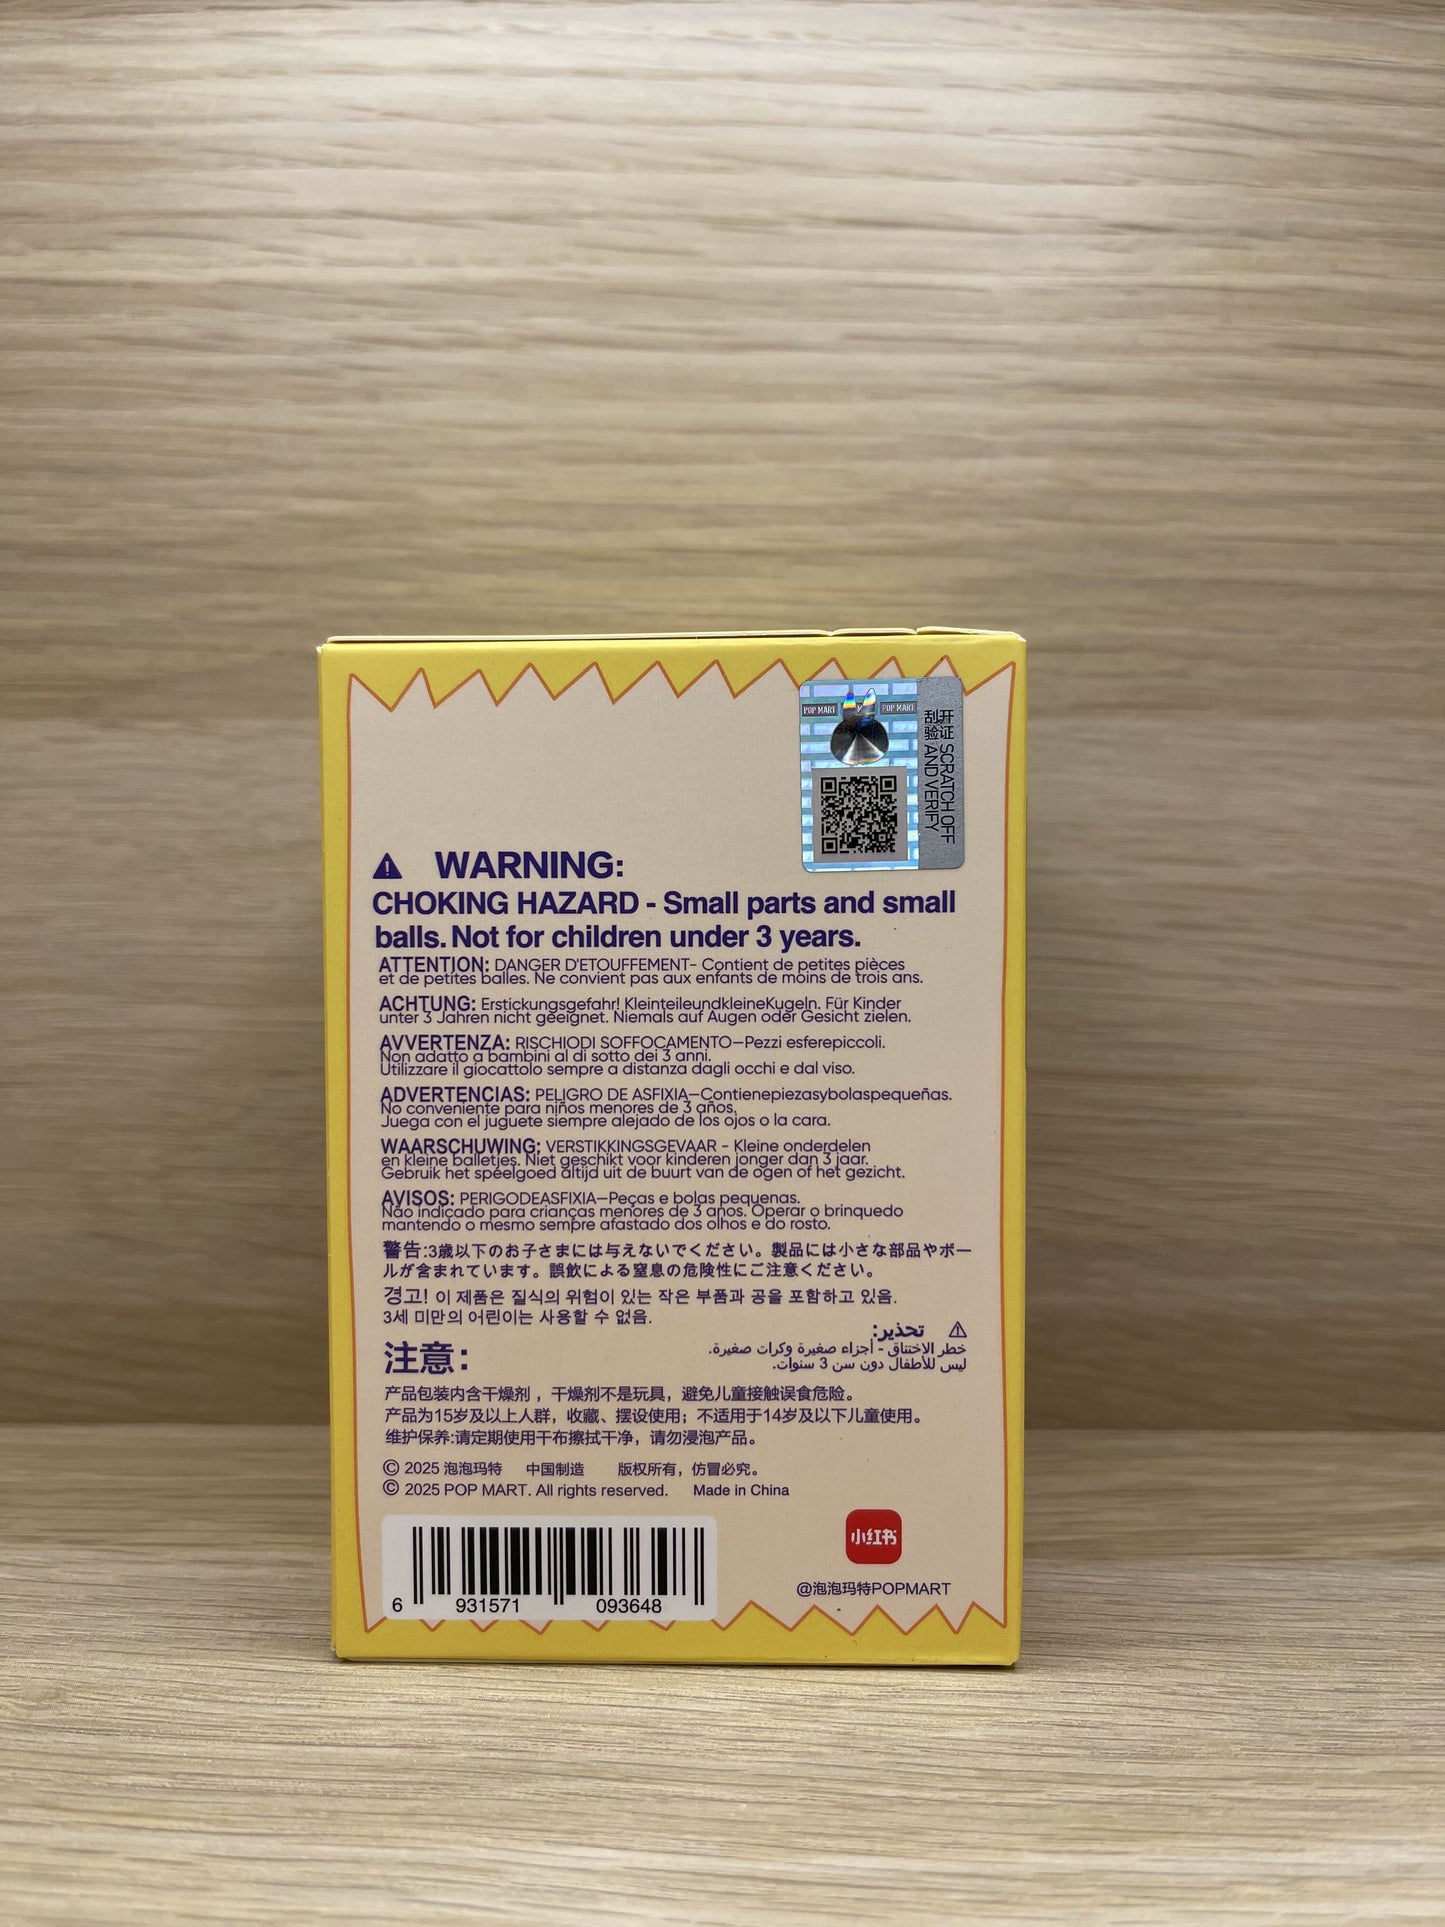 POP MART
POP MART
刮开
验证
SCRATCH OFF
AND VERIFY
WARNING:
CHOKING HAZARD - Small parts and small
balls. Not for children under 3 years.
ATTENTION: DANGER D'ETOUFFEMENT- Contient de petites pièces
et de petites balles. Ne convient pas aux enfants de moins de trois ans.
ACHTUNG: Erstickungsgefahr! KleinteileundkleineKugeln. Für Kinder
unter 3 Jahren nicht geeignet. Niemals auf Augen oder Gesicht zielen.
AVVERTENZA: RISCHIODI SOFFOCAMENTO—Pezzi esferepiccoli.
Non adatto a bambini al di sotto dei 3 anni.
Utilizzare il giocattolo sempre a distanza dagli occhi e dal viso.
ADVERTENCIAS: PELIGRO DE ASFIXIA—Contienepiezasybolaspequeñas.
No conveniente para niños menores de 3 años.
Juega con el juguete siempre alejado de los ojos o la cara.
WAARSCHUWING: VERSTIKKINGSGEVAAR - Kleine onderdelen
en kleine balletjes. Niet geschikt voor kinderen jonger dan 3 jaar.
Gebruik het speelgoed altijd uit de buurt van de ogen of het gezicht.
AVISOS: PERIGODEASFIXIA—Peças e bolas pequenas.
Não indicado para crianças menores de 3 anos. Operar o brinquedo
mantendo o mesmo sempre afastado dos olhos e do rosto.
警告:3歳以下のお子さまには与えないでください。製品には小さな部品やボー
ルが含まれています。誤飲による窒息の危険性にご注意ください。
경고! 이 제품은 질식의 위험이 있는 작은 부품과 공을 포함하고 있음.
3세 미만의 어린이는 사용할 수 없음.
تحذير:
خطر الاختناق - أجزاء صغيرة وكرات صغيرة.
ليس للأطفال دون سن 3 سنوات.
注意：
产品包装内含干燥剂，干燥剂不是玩具，避免儿童接触误食危险。
产品为15岁及以上人群，收藏、摆设使用；不适用于14岁及以下儿童使用。
维护保养:请定期使用干布擦拭干净，请勿浸泡产品。
© 2025 泡泡玛特 中国制造 版权所有，仿冒必究。
© 2025 POP MART. All rights reserved. Made in China
小红书
@泡泡玛特POPMART
6 931571 093648